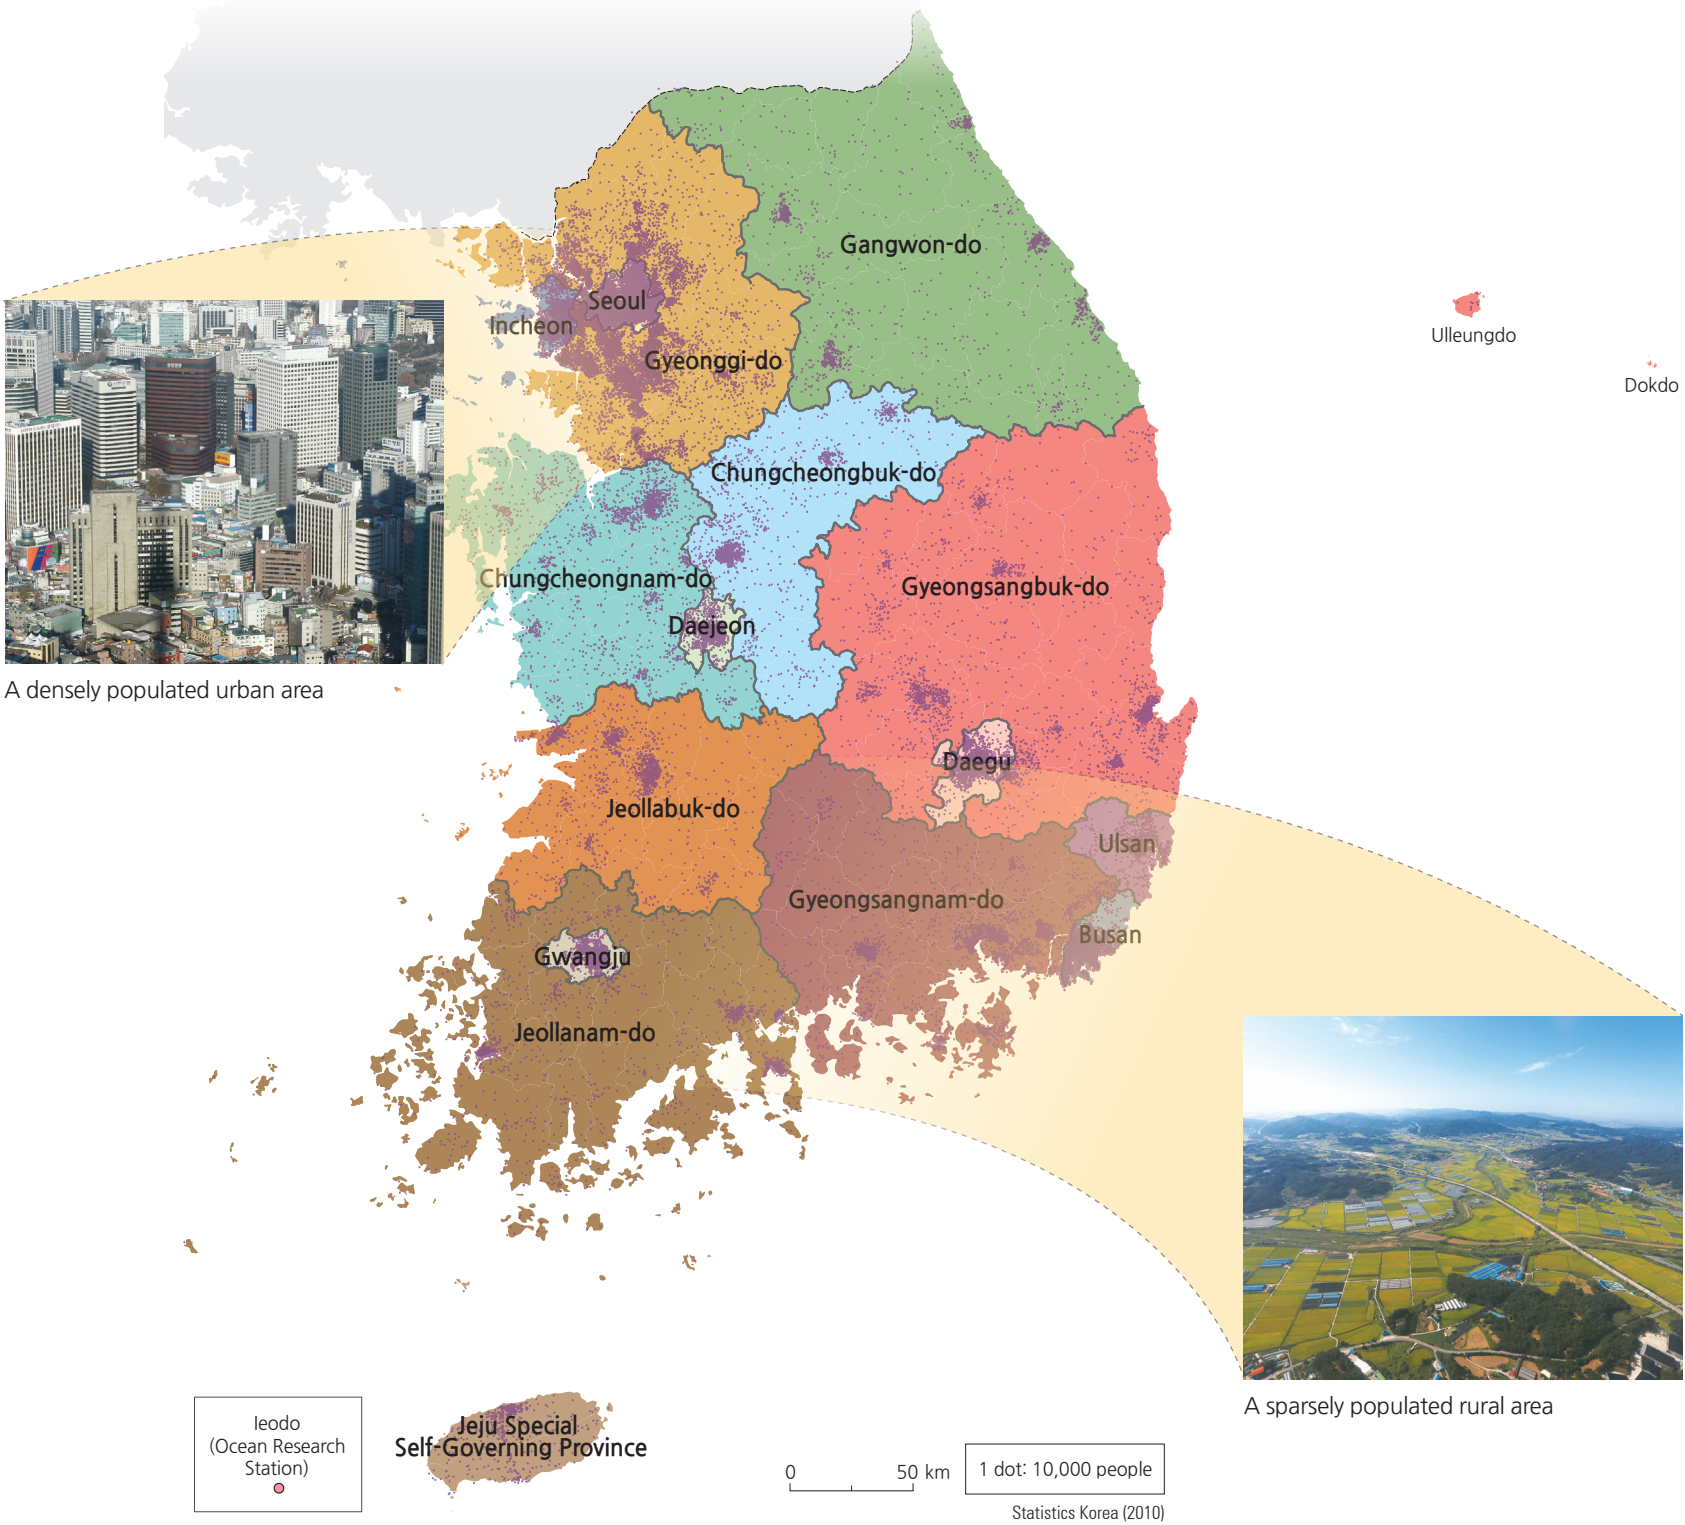 Gangwon-do
Seoul
Incheon
Gyeonggi-do
Ulleungdo
Dokdo
Chungcheongbuk-do
Chungcheongnam-do
Gyeongsangbuk-do
Daejeon
A densely populated urban area
Daegu
Jeollabuk-do
Ulsan
Gyeongsangnam-do
Busan
Gwangju
Jeollanam-do
A sparsely populated rural area
Ieodo
(Ocean Research
Station)
Jeju Special
Self-Governing Province
0 50 km
1 dot: 10,000 people
Statistics Korea (2010)